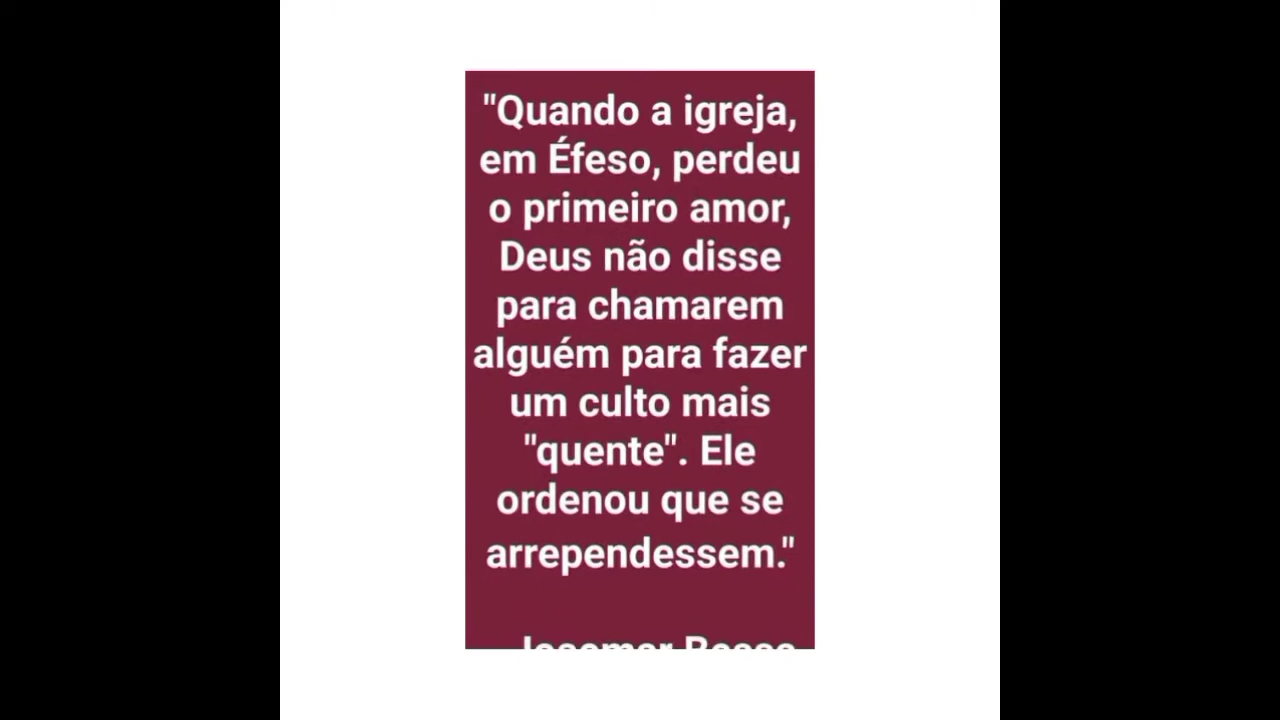 "Quando a igreja,
em Éfeso, perdeu
o primeiro amor,
Deus não disse
para chamarem
alguém para fazer
um culto mais
"quente". Ele
ordenou que se
arrependessem."